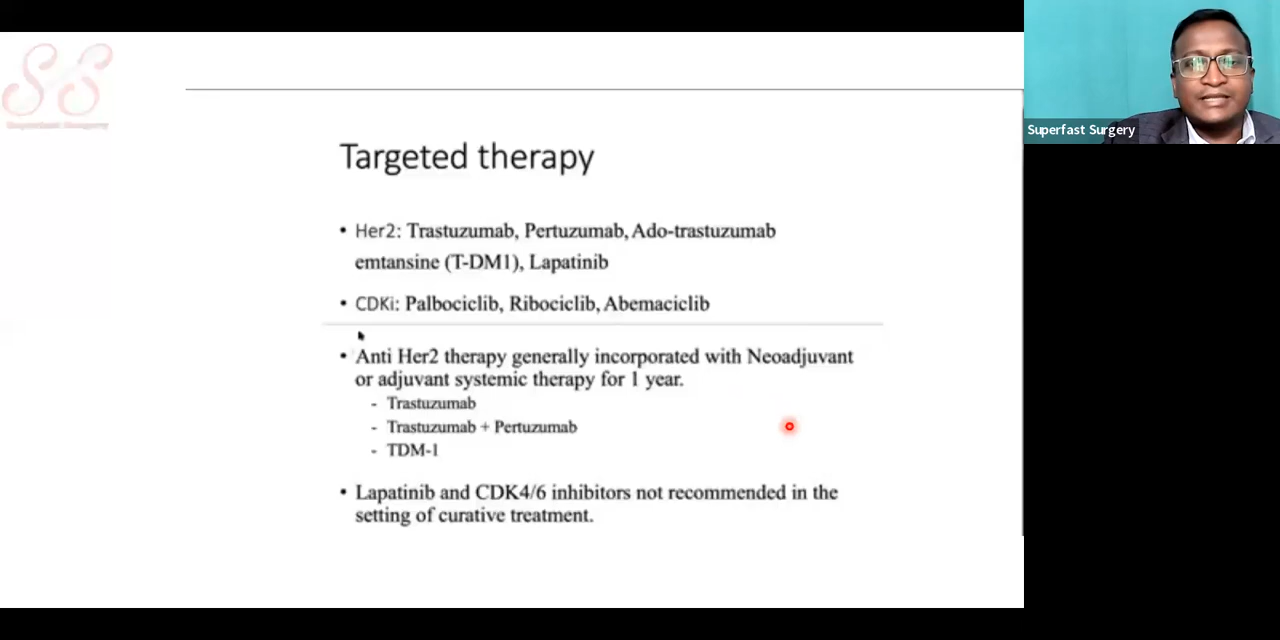 Superfast Surgery
Targeted therapy
• Her2: Trastuzumab, Pertuzumab, Ado-trastuzumab
emtansine (T-DM1), Lapatinib
• CDKi: Palbociclib, Ribociclib, Abemaciclib
• Anti Her2 therapy generally incorporated with Neoadjuvant
or adjuvant systemic therapy for 1 year.
- Trastuzumab
- Trastuzumab + Pertuzumab
- TDM-1
• Lapatinib and CDK4/6 inhibitors not recommended in the
setting of curative treatment.